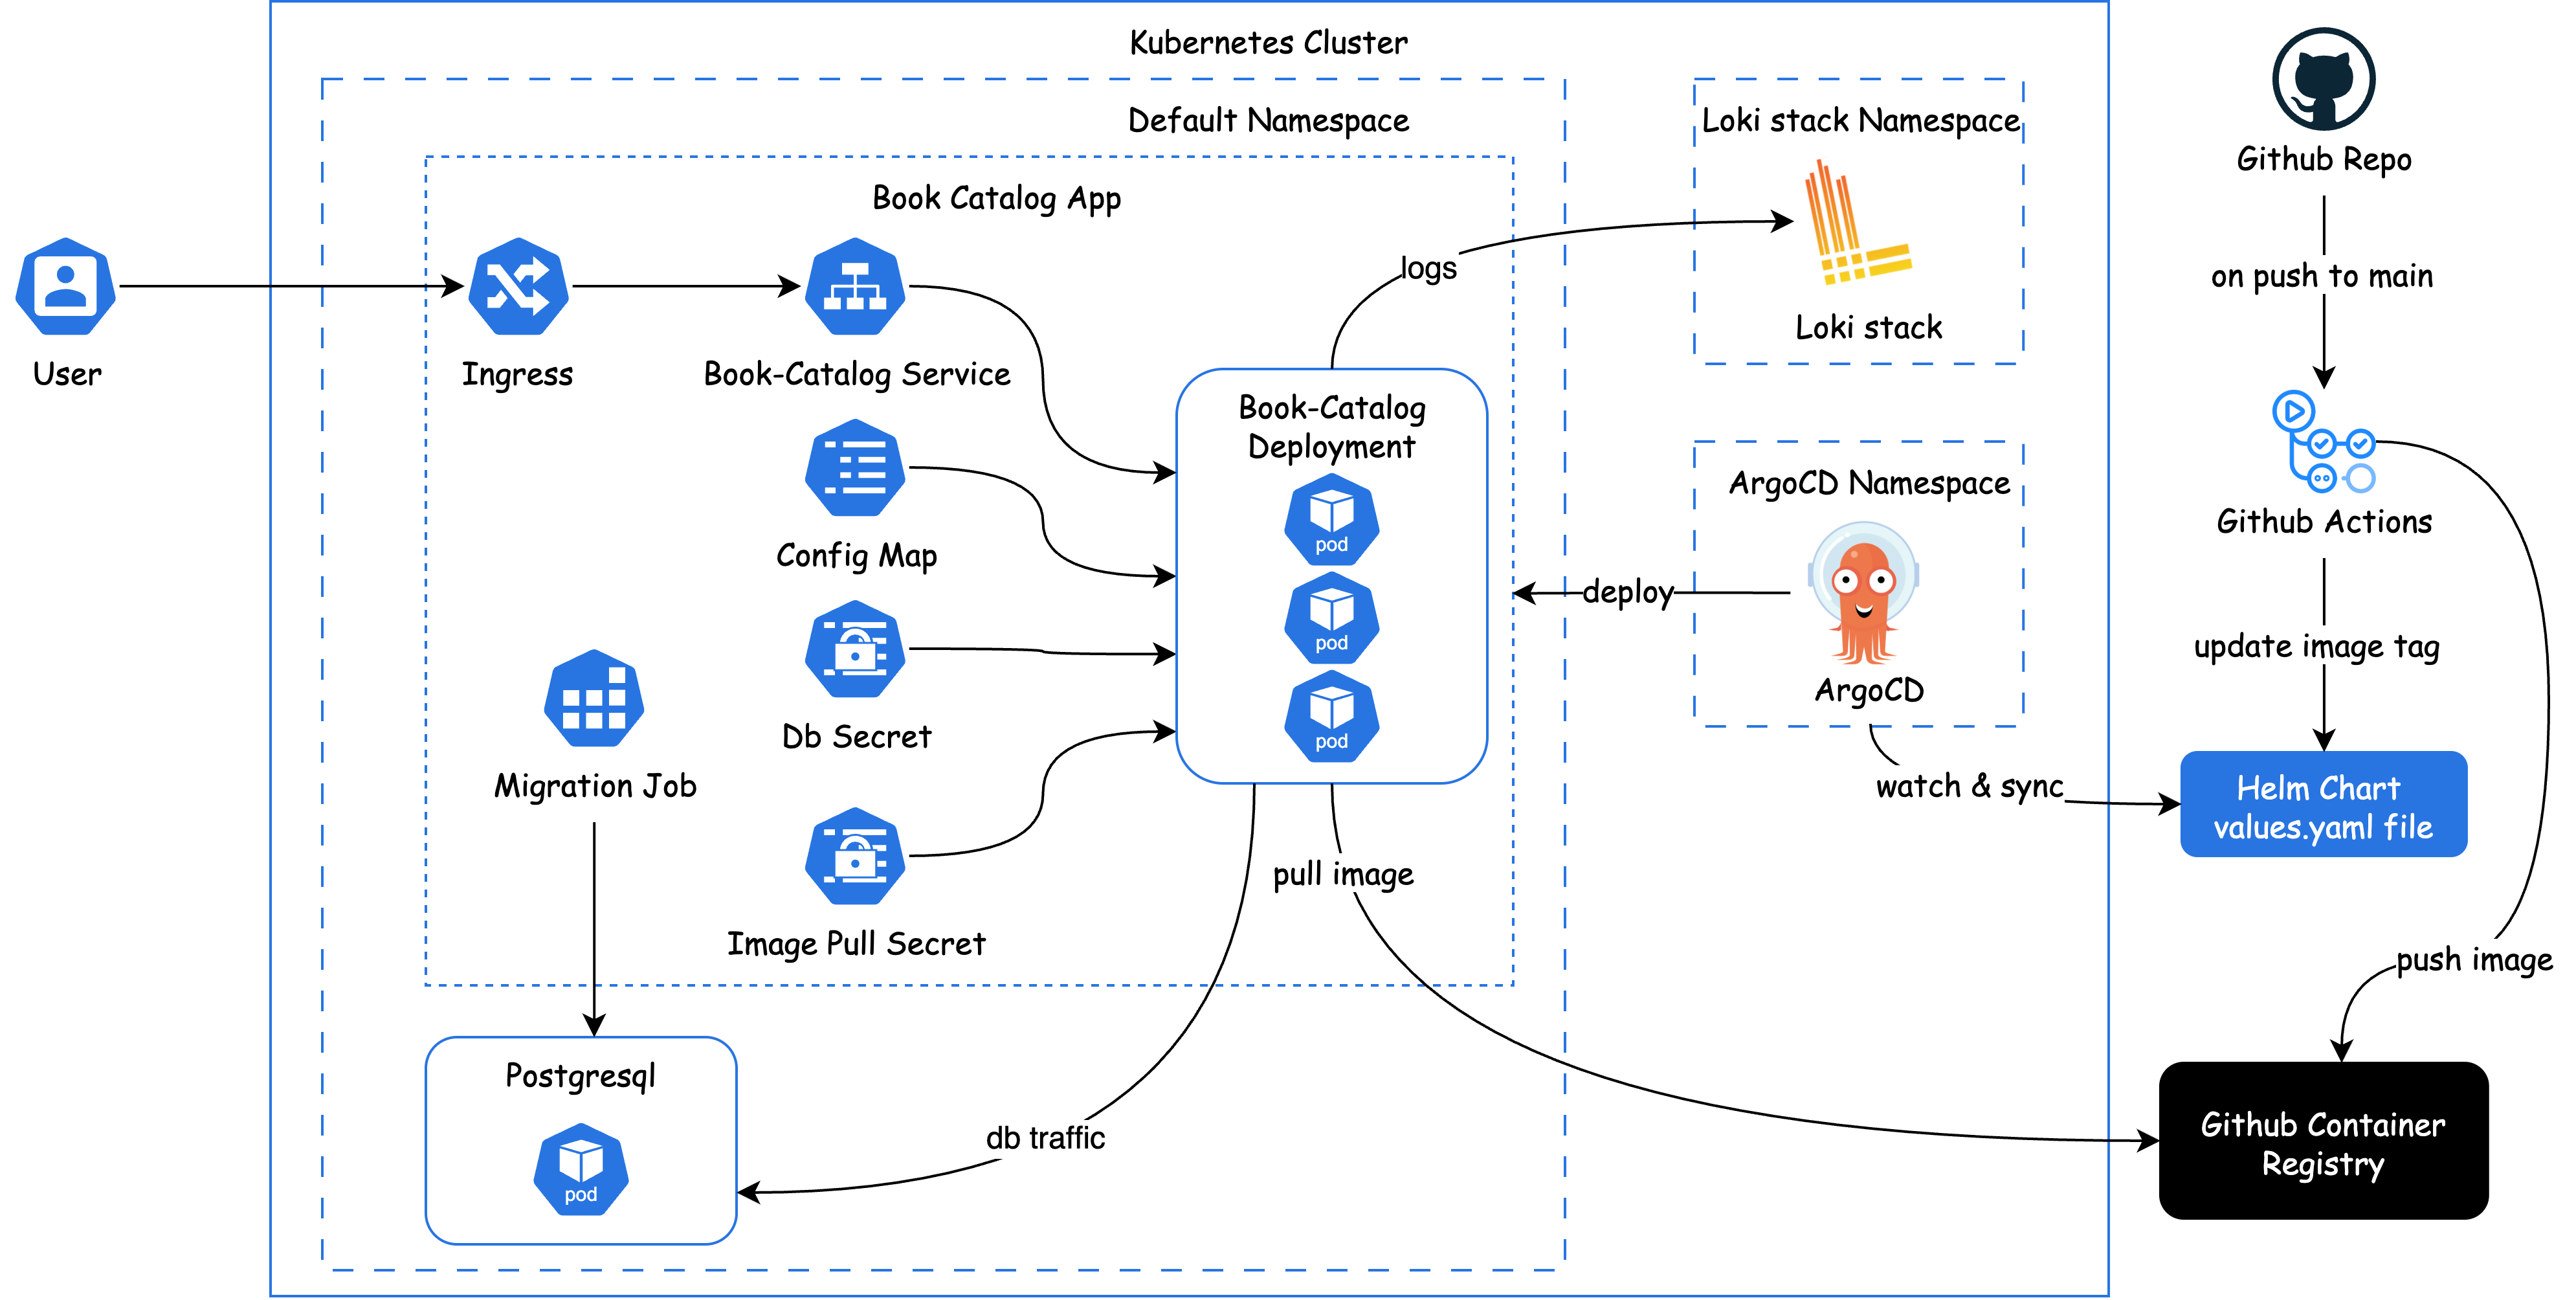 Kubernetes Cluster
Default Namespace
Book Catalog App
User
Ingress
Book-Catalog Service
Config Map
Db Secret
Image Pull Secret
Migration Job
Book-Catalog
Deployment
pod
pod
pod
logs
Loki stack Namespace
Loki stack
ArgoCD Namespace
ArgoCD
deploy
watch & sync
pull image
db traffic
Postgresql
pod
Github Repo
on push to main
Github Actions
update image tag
Helm Chart
values.yaml file
push image
Github Container
Registry